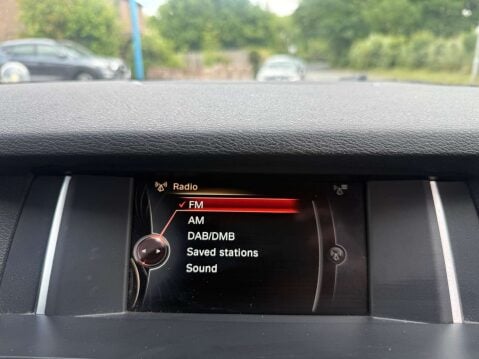 Radio
✓ FM
AM
DAB/DMB
Saved stations
Sound